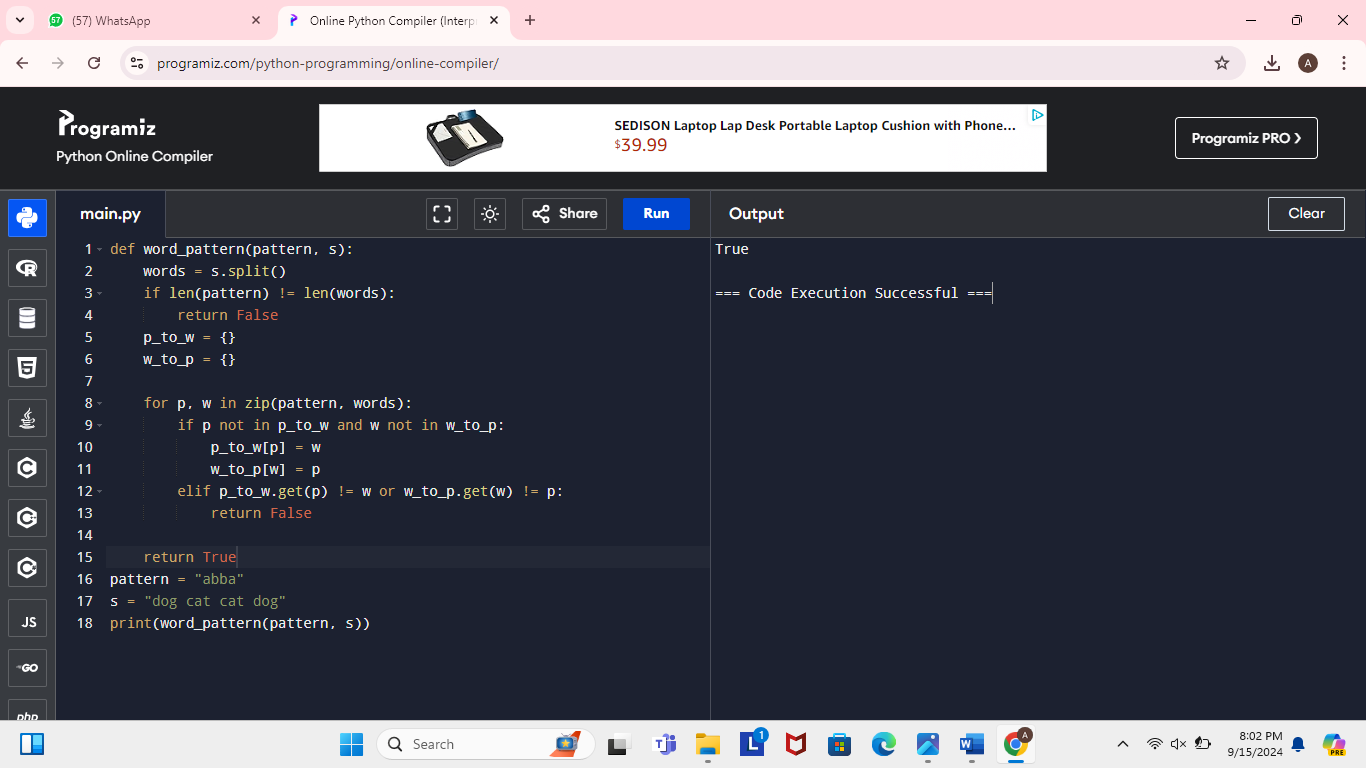 57
(57) WhatsApp
Online Python Compiler (Interp
programiz.com/python-programming/online-compiler/
A
Programiz
Python Online Compiler
SEDISON Laptop Lap Desk Portable Laptop Cushion with Phone...
$39.99
Programiz PRO
main.py
Share
Run
Output
Clear
1 def word_pattern(pattern, s):
2 words = s.split()
3 if len(pattern) != len(words):
4 return False
5 p_to_w = {}
6 w_to_p = {}
7
8 for p, w in zip(pattern, words):
9 if p not in p_to_w and w not in w_to_p:
10 p_to_w[p] = w
11 w_to_p[w] = p
12 elif p_to_w.get(p) != w or w_to_p.get(w) != p:
13 return False
14
15 return True
16 pattern = "abba"
17 s = "dog cat cat dog"
18 print(word_pattern(pattern, s))
True
=== Code Execution Successful ===
R
5
C
C
C
JS
GO
php
Search
T
L
1
W
A
8:02 PM
9/15/2024
PRE